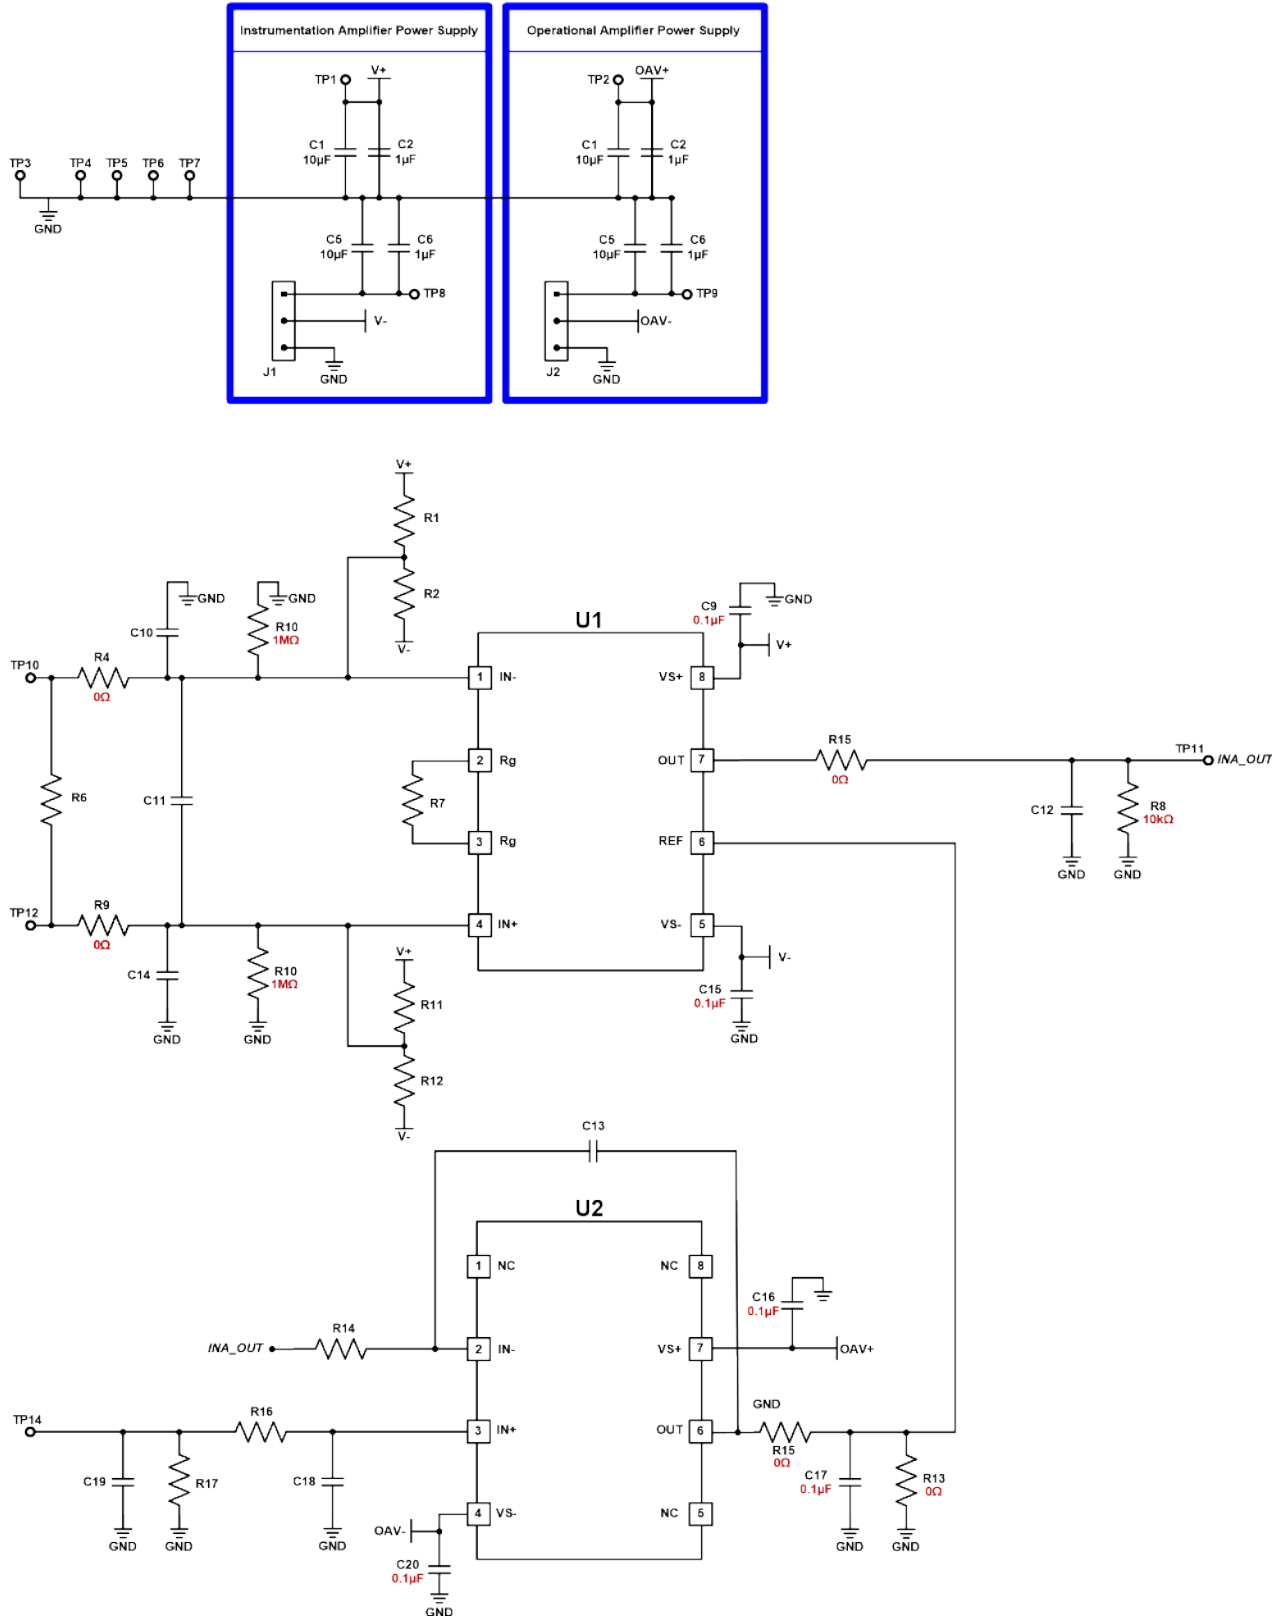 Instrumentation Amplifier Power Supply
Operational Amplifier Power Supply
TP1
V+
TP2
OAV+
C1
10µF
C2
1µF
C1
10µF
C2
1µF
TP3
TP4
TP5
TP6
TP7
GND
C5
10µF
C6
1µF
C5
10µF
C6
1µF
TP8
TP9
V-
OAV-
J1
GND
J2
GND
V+
R1
R2
V-
GND
GND
C10
R10
1MΩ
U1
C9
0.1µF
GND
V+
TP10
R4
0Ω
1
IN-
VS+
8
R6
C11
R7
2
Rg
OUT
7
R15
0Ω
TP11
INA_OUT
3
Rg
REF
6
C12
R8
10kΩ
GND
GND
TP12
R9
0Ω
4
IN+
VS-
5
V-
C14
R10
1MΩ
V+
R11
C15
0.1µF
GND
GND
GND
R12
V-
C13
U2
1
NC
NC
8
C16
0.1µF
INA_OUT
R14
2
IN-
VS+
7
OAV+
TP14
R16
3
IN+
OUT
6
GND
R15
0Ω
C19
R17
C18
C17
0.1µF
R13
0Ω
4
VS-
NC
5
OAV-
GND
GND
GND
GND
GND
C20
0.1µF
GND